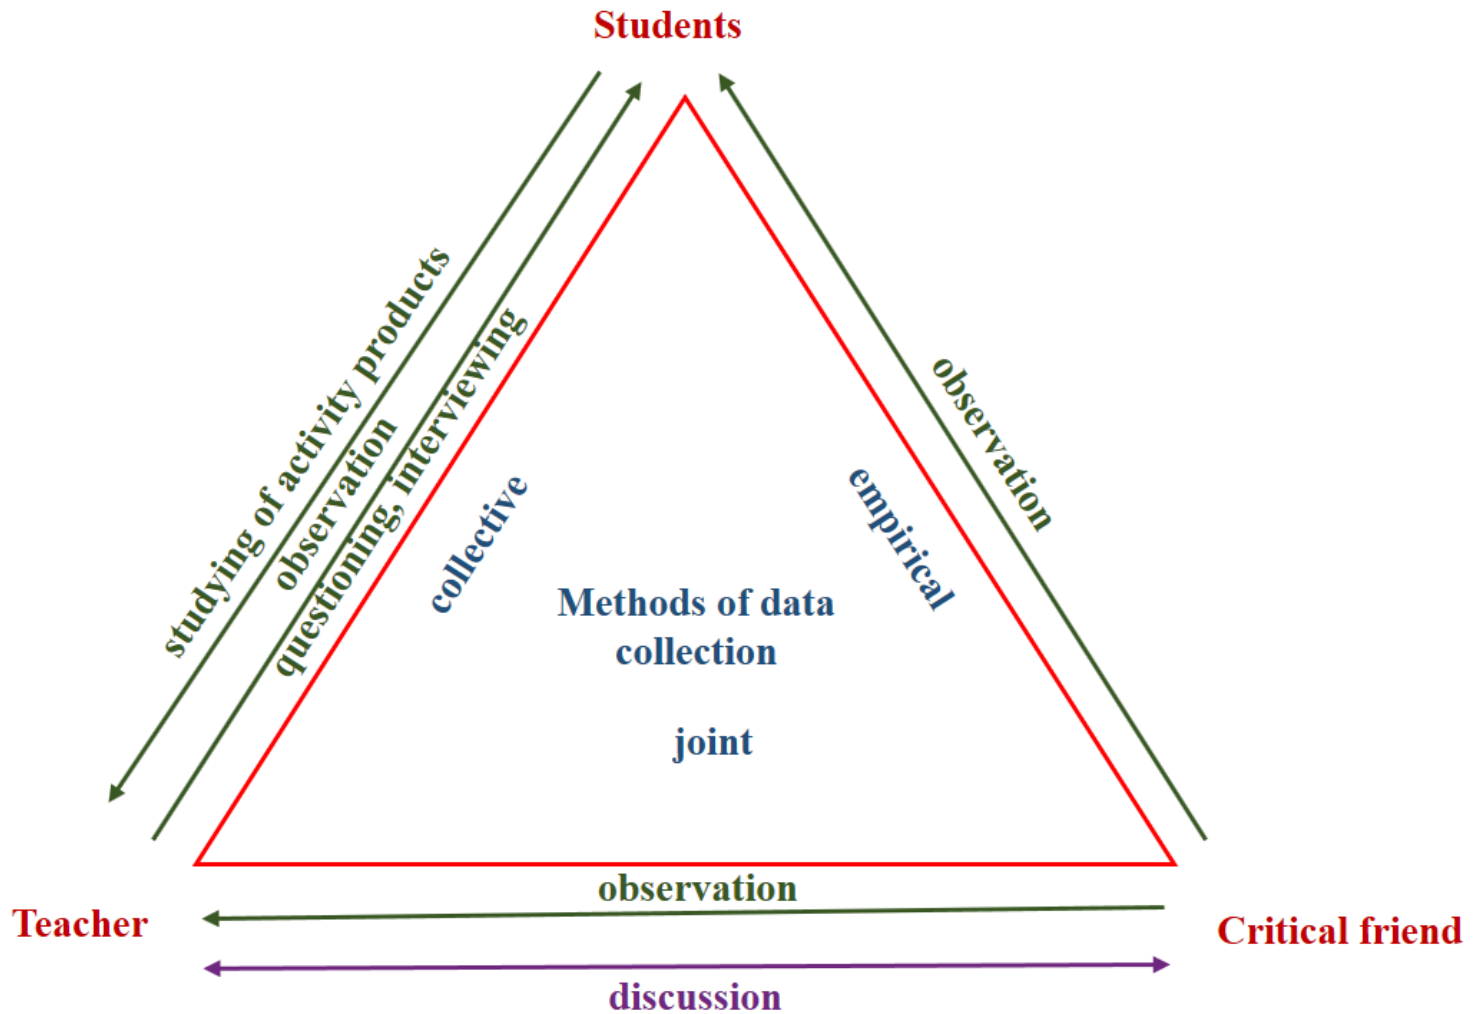 Students
studying of activity products
observation
questioning, interviewing
observation
collective
empirical
Methods of data
collection
joint
observation
Teacher
Critical friend
discussion